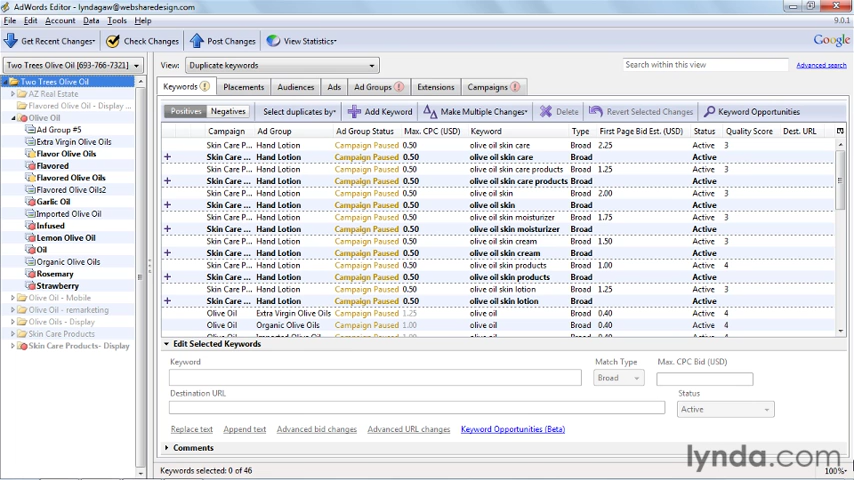 AdWords Editor - lyndagaw@websharedesign.com
File Edit Account Data Tools Help 9.0.1
Get Recent Changes Check Changes Post Changes View Statistics Google
Two Trees Olive Oil [693-766-7321] View: Duplicate keywords Search within this view Advanced search
Two Trees Olive Oil
AZ Real Estate
Flavored Olive Oil - Display ...
Olive Oil
Ad Group #5
Extra Virgin Olive Oils
Flavor Olive Oils
Flavored
Flavored Olive Oils
Flavored Olive Oils2
Garlic Oil
Imported Olive Oil
Infused
Lemon Olive Oil
Oil
Organic Olive Oils
Rosemary
Strawberry
Olive Oil - Mobile
Olive Oil - remarketing
Olive Oils - Display
Skin Care Products
Skin Care Products- Display
Keywords Placements Audiences Ads Ad Groups Extensions Campaigns
Positives Negatives Select duplicates by Add Keyword Make Multiple Changes Delete Revert Selected Changes Keyword Opportunities
Campaign Ad Group Ad Group Status Max. CPC (USD) Keyword Type First Page Bid Est. (USD) Status Quality Score Dest. URL
Skin Care P... Hand Lotion Campaign Paused 0.50 olive oil skin care Broad 2.25 Active 3
Skin Care ... Hand Lotion Campaign Paused 0.50 olive oil skin care Broad Active
Skin Care P... Hand Lotion Campaign Paused 0.50 olive oil skin care products Broad 1.25 Active 3
Skin Care ... Hand Lotion Campaign Paused 0.50 olive oil skin care products Broad Active
Skin Care P... Hand Lotion Campaign Paused 0.50 olive oil skin Broad 2.00 Active 3
Skin Care ... Hand Lotion Campaign Paused 0.50 olive oil skin Broad Active
Skin Care P... Hand Lotion Campaign Paused 0.50 olive oil skin moisturizer Broad 1.75 Active 3
Skin Care ... Hand Lotion Campaign Paused 0.50 olive oil skin moisturizer Broad Active
Skin Care P... Hand Lotion Campaign Paused 0.50 olive oil skin cream Broad 1.50 Active 3
Skin Care ... Hand Lotion Campaign Paused 0.50 olive oil skin cream Broad Active
Skin Care P... Hand Lotion Campaign Paused 0.50 olive oil skin products Broad 1.00 Active 4
Skin Care ... Hand Lotion Campaign Paused 0.50 olive oil skin products Broad Active
Skin Care P... Hand Lotion Campaign Paused 0.50 olive oil skin lotion Broad 1.25 Active 3
Skin Care ... Hand Lotion Campaign Paused 0.50 olive oil skin lotion Broad Active
Olive Oil Extra Virgin Olive Oils Campaign Paused 1.25 olive oil Broad 0.40 Active 4
Olive Oil Organic Olive Oils Campaign Paused 1.00 olive oil Broad 0.40 Active 4
Edit Selected Keywords
Keyword Match Type Max. CPC Bid (USD)
Broad
Destination URL Status
Active
Replace text Append text Advanced bid changes Advanced URL changes Keyword Opportunities (Beta)
Comments
lynda.com
Keywords selected: 0 of 46 100%